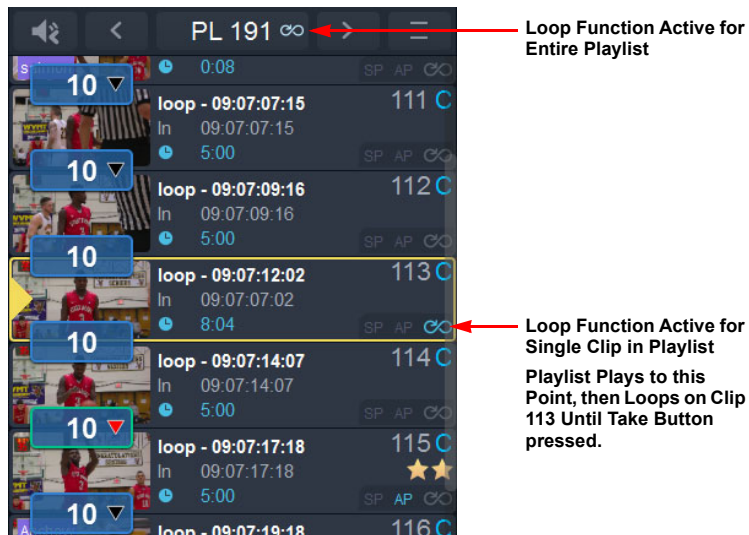 PL 191
Loop Function Active for
Entire Playlist
salmon
0:08
SP AP
10
loop - 09:07:07:15
111 C
In 09:07:07:15
5:00
SP AP
10
loop - 09:07:09:16
112 C
In 09:07:09:16
5:00
SP AP
10
loop - 09:07:12:02
113 C
In 09:07:07:02
8:04
SP AP
Loop Function Active for
Single Clip in Playlist
Playlist Plays to this
Point, then Loops on Clip
113 Until Take Button
pressed.
10
loop - 09:07:14:07
114 C
In 09:07:14:07
5:00
SP AP
10
loop - 09:07:17:18
115 C
In 09:07:17:18
5:00
SP AP
10
loop - 09:07:19:18
116 C